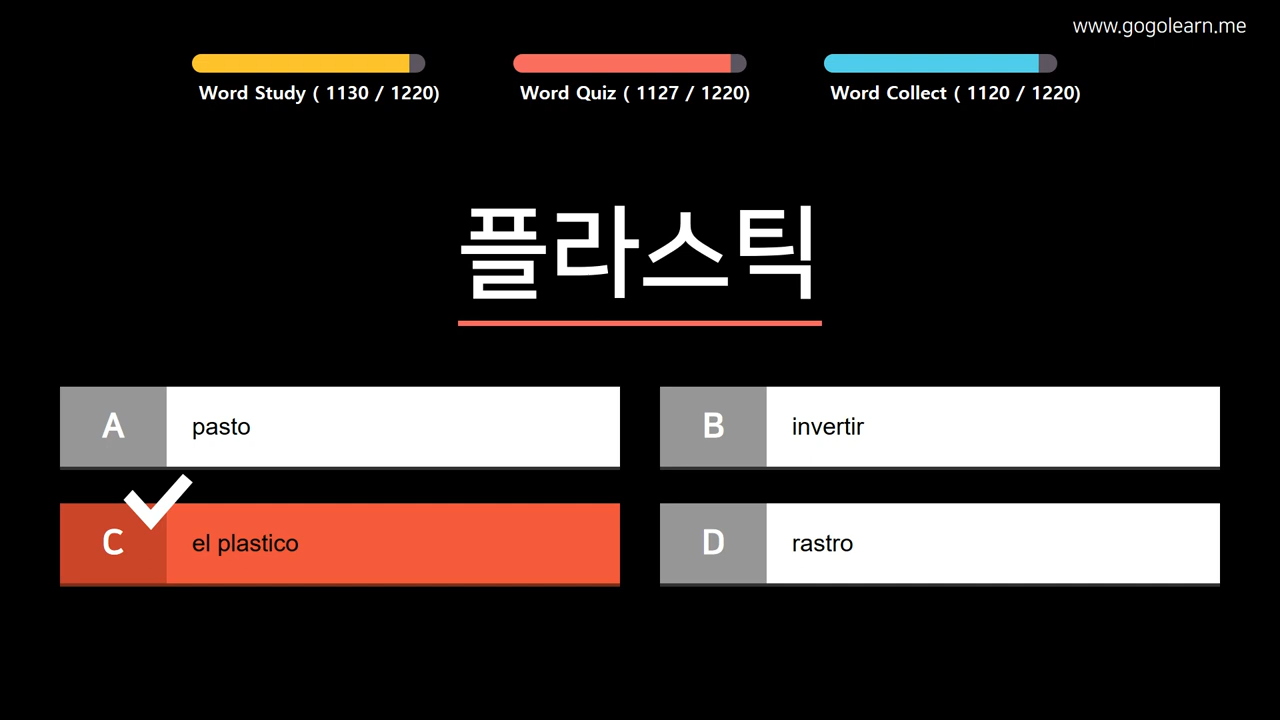 www.gogolearn.me
Word Study ( 1130 / 1220)
Word Quiz ( 1127 / 1220)
Word Collect ( 1120 / 1220)
플라스틱
A pasto
B invertir
C el plastico
D rastro